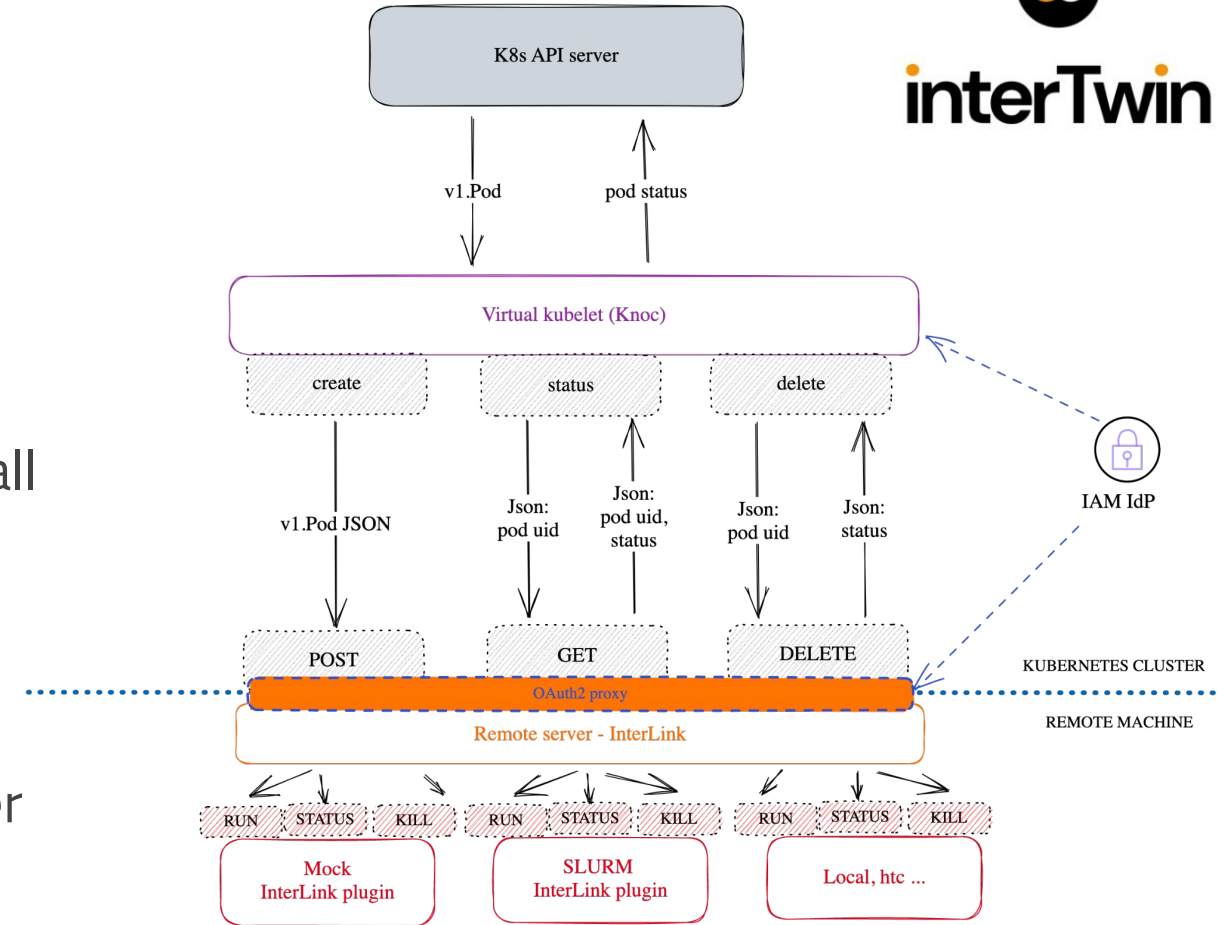 K8s API server
interTwin
v1.Pod
pod status
Virtual kubelet (Knoc)
create
status
delete
all
v1.Pod JSON
Json:
pod uid
Json:
pod uid,
status
Json:
pod uid
Json:
status
IAM IdP
POST
GET
DELETE
KUBERNETES CLUSTER
OAuth2 proxy
REMOTE MACHINE
Remote server - InterLink
or
RUN
STATUS
KILL
RUN
STATUS
KILL
RUN
STATUS
KILL
Mock
InterLink plugin
SLURM
InterLink plugin
Local, htc ...